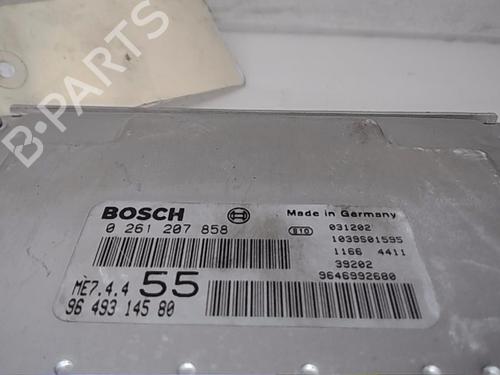 B-PARTS
BOSCH
0 261 207 858
ME7.4.4 55
96 493 145 80
Made in Germany
810 031202
1039S01595
1166 4411
39202
9646992680